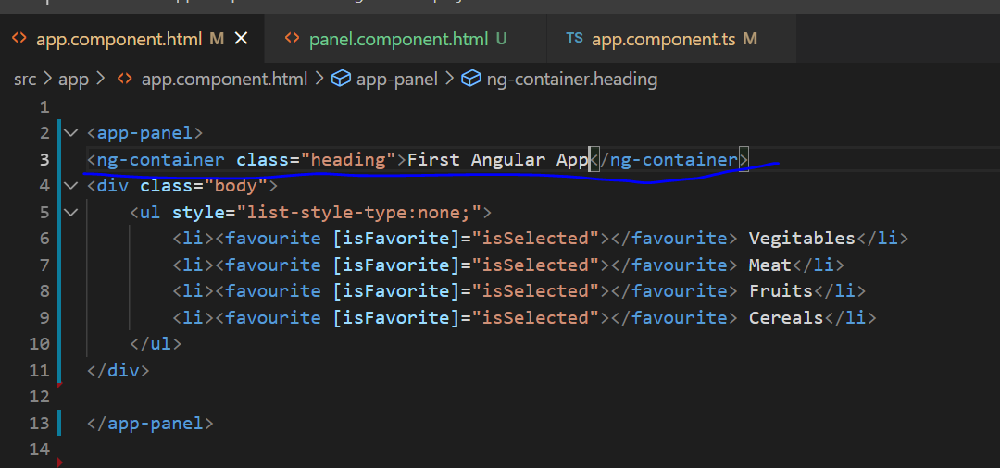 app.component.html M
panel.component.html U
TS app.component.ts M
src > app > app.component.html > app-panel > ng-container.heading
1
2 <app-panel>
3 <ng-container class="heading">First Angular App</ng-container>
4 <div class="body">
5 <ul style="list-style-type:none;">
6 <li><favourite [isFavorite]="isSelected"></favourite> Vegitables</li>
7 <li><favourite [isFavorite]="isSelected"></favourite> Meat</li>
8 <li><favourite [isFavorite]="isSelected"></favourite> Fruits</li>
9 <li><favourite [isFavorite]="isSelected"></favourite> Cereals</li>
10 </ul>
11 </div>
12
13 </app-panel>
14